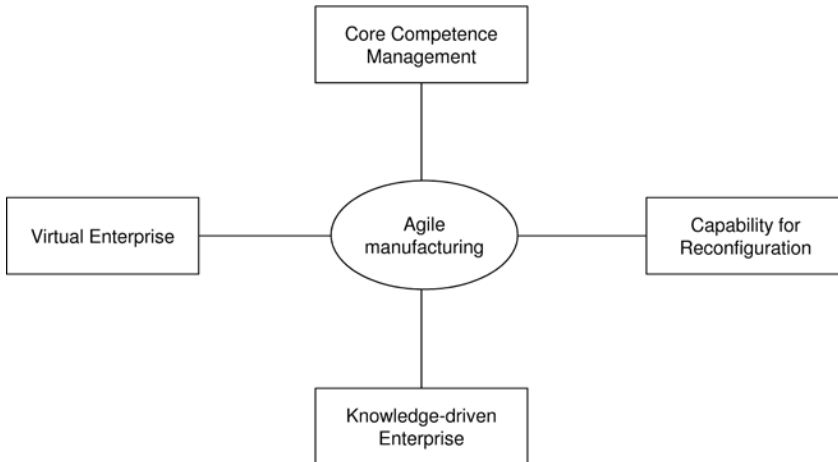 Core Competence
Management
Virtual Enterprise
Agile
manufacturing
Capability for
Reconfiguration
Knowledge-driven
Enterprise